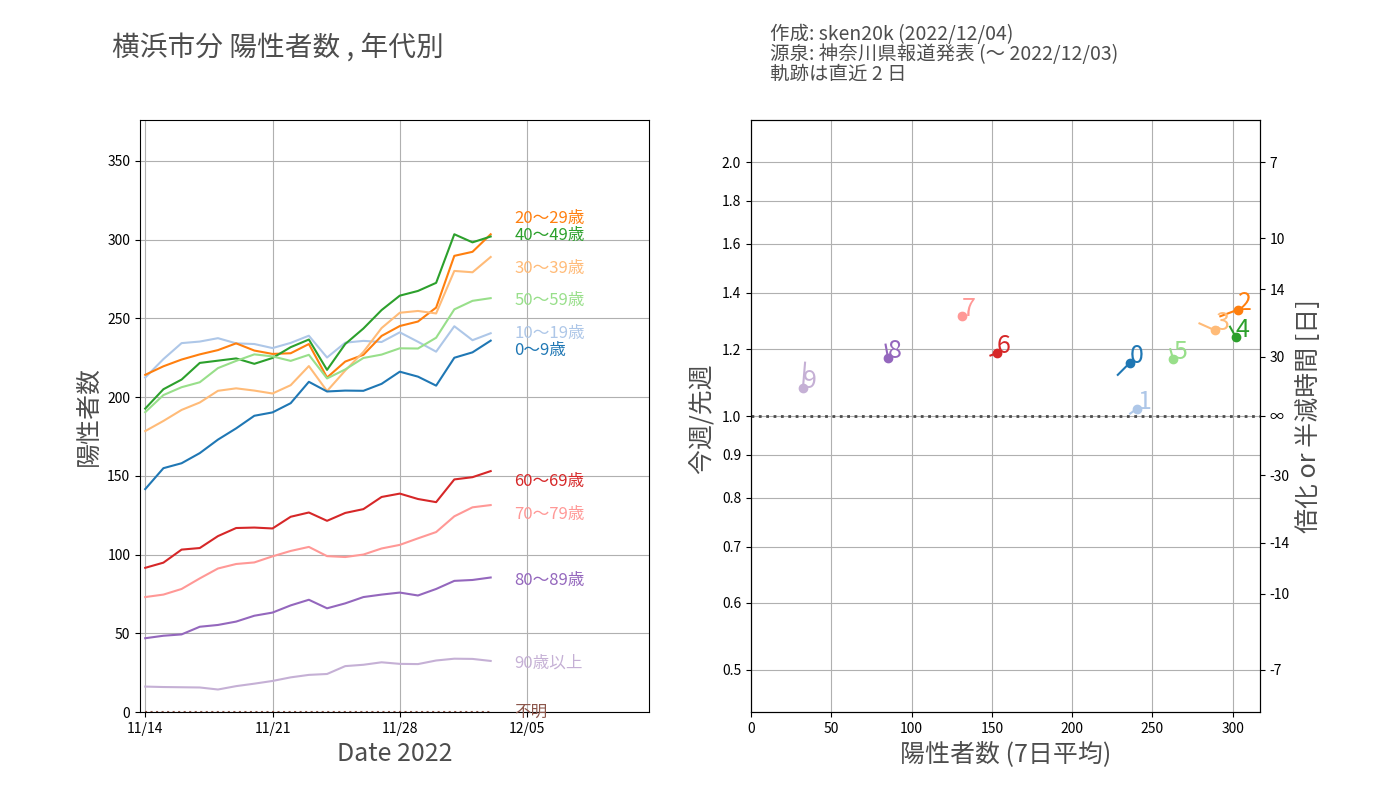 横浜市分 陽性者数 , 年代別
作成: sken20k (2022/12/04)
源泉: 神奈川県報道発表 (～ 2022/12/03)
軌跡は直近 2 日
陽性者数
350
300
250
200
150
100
50
0
11/14
11/21
11/28
12/05
Date 2022
20～29歳
40～49歳
30～39歳
50～59歳
10～19歳
0～9歳
60～69歳
70～79歳
80～89歳
90歳以上
不明
今週/先週
2.0
1.8
1.6
1.4
1.2
1.0
0.9
0.8
0.7
0.6
0.5
0
50
100
150
200
250
300
陽性者数 (7日平均)
7
10
14
30
∞
-30
-14
-10
-7
倍化 or 半減時間 [日]
2
7
3
4
6
8
0
5
9
1